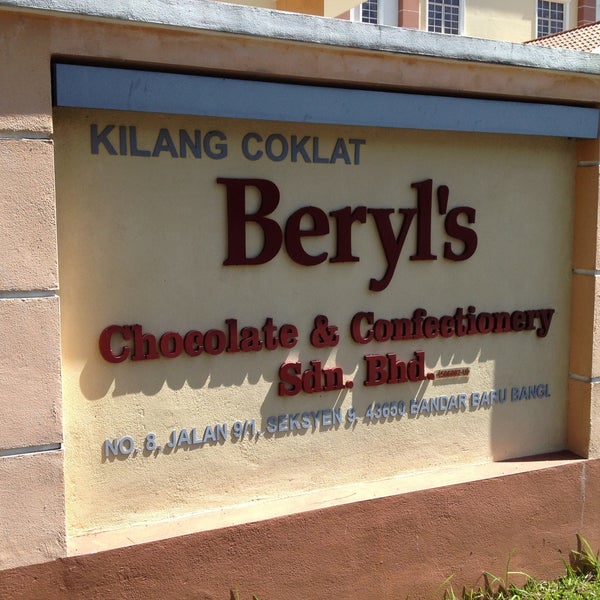 KILANG COKLAT
Beryl's
Chocolate & Confectionery
Sdn. Bhd.
NO. 8, JALAN 9/1, SEKSYEN 9, 43650 BANDAR BARU BANGI.